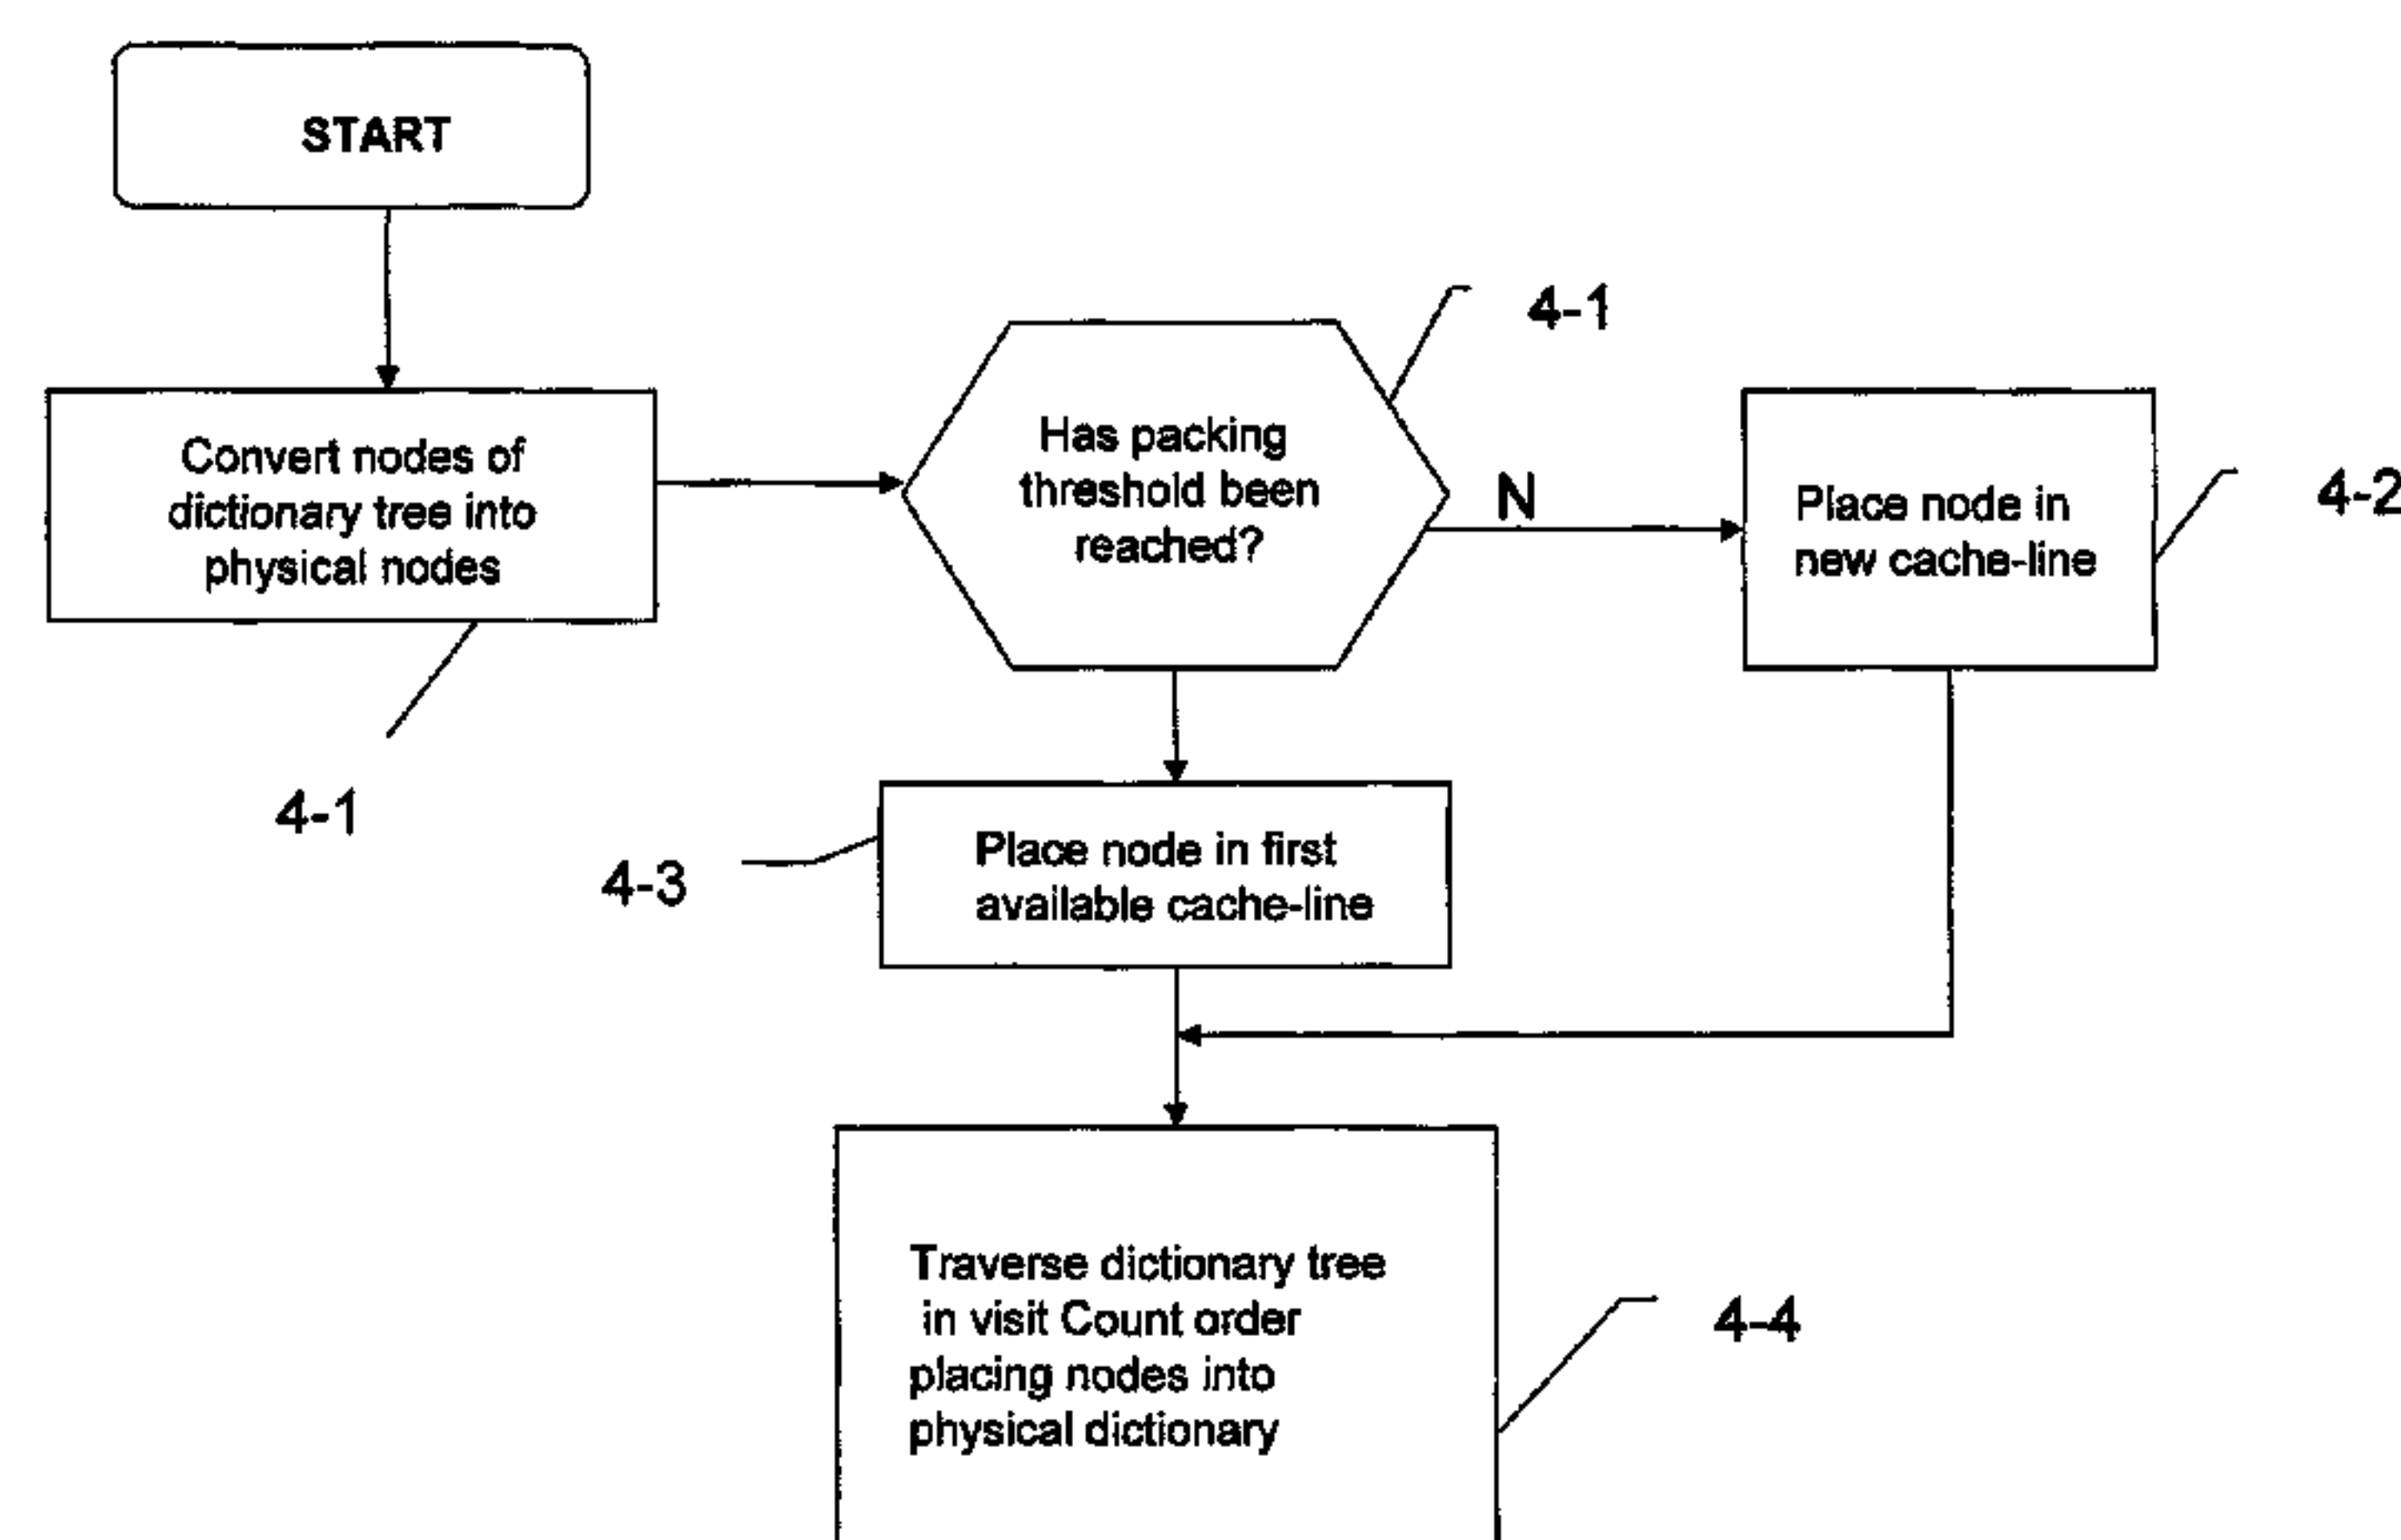 START
Convert nodes of
dictionary tree into
physical nodes
4-1
Has packing
threshold been
reached?
4-1
N
Place node in
new cache-line
4-2
Place node in first
available cache-line
4-3
Traverse dictionary tree
in visit Count order
placing nodes into
physical dictionary
4-4